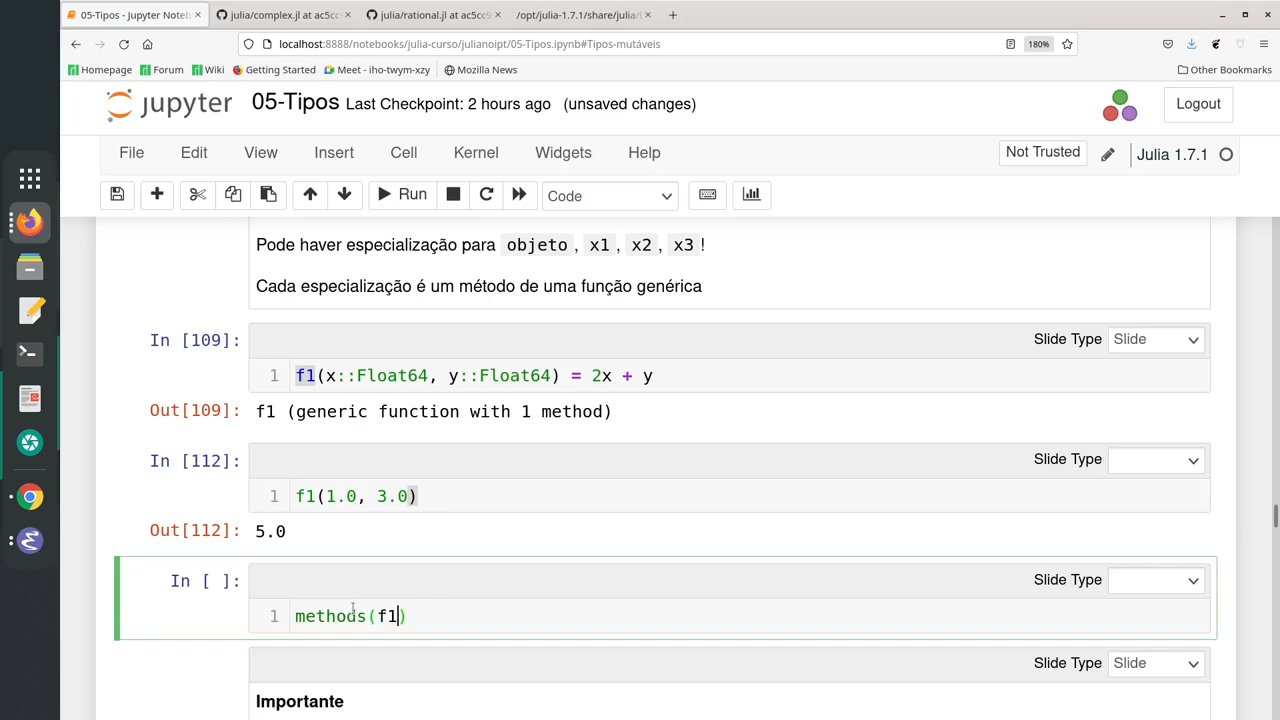 05-Tipos - Jupyter Noteb
julia/complex.jl at ac5cc
julia/rational.jl at ac5cc9
/opt/julia-1.7.1/share/julia/
localhost:8888/notebooks/julia-curso/julianoipt/05-Tipos.ipynb#Tipos-mutáveis
180%
Homepage
Forum
Wiki
Getting Started
Meet - iho-twym-xzy
Mozilla News
Other Bookmarks
jupyter 05-Tipos Last Checkpoint: 2 hours ago (unsaved changes)
Logout
File Edit View Insert Cell Kernel Widgets Help
Not Trusted
Julia 1.7.1
Run
Code
Pode haver especialização para objeto, x1, x2, x3!
Cada especialização é um método de uma função genérica
In [109]:
Slide Type Slide
1 f1(x::Float64, y::Float64) = 2x + y
Out[109]: f1 (generic function with 1 method)
In [112]:
Slide Type
1 f1(1.0, 3.0)
Out[112]: 5.0
In [ ]:
Slide Type
1 methods(f1)
Slide Type Slide
Importante